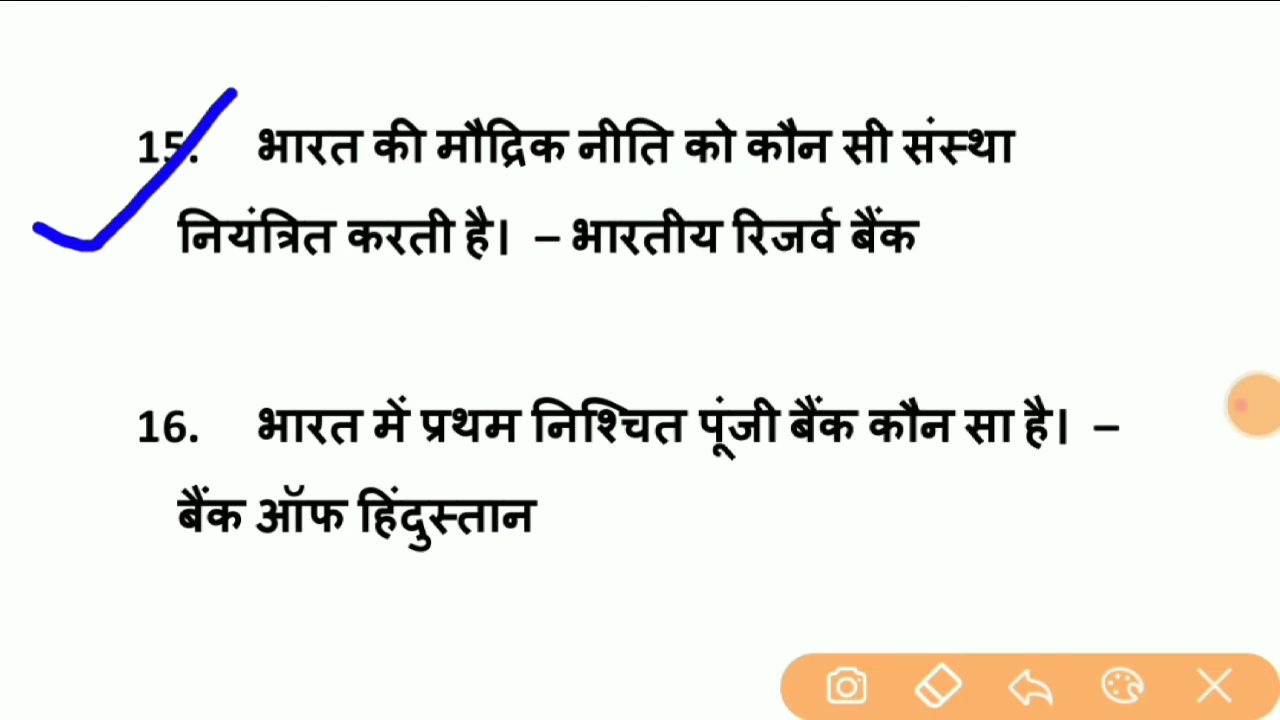 15. भारत की मौद्रिक नीति को कौन सी संस्था
नियंत्रित करती है। – भारतीय रिजर्व बैंक
16. भारत में प्रथम निश्चित पूंजी बैंक कौन सा है। –
बैंक ऑफ हिंदुस्तान